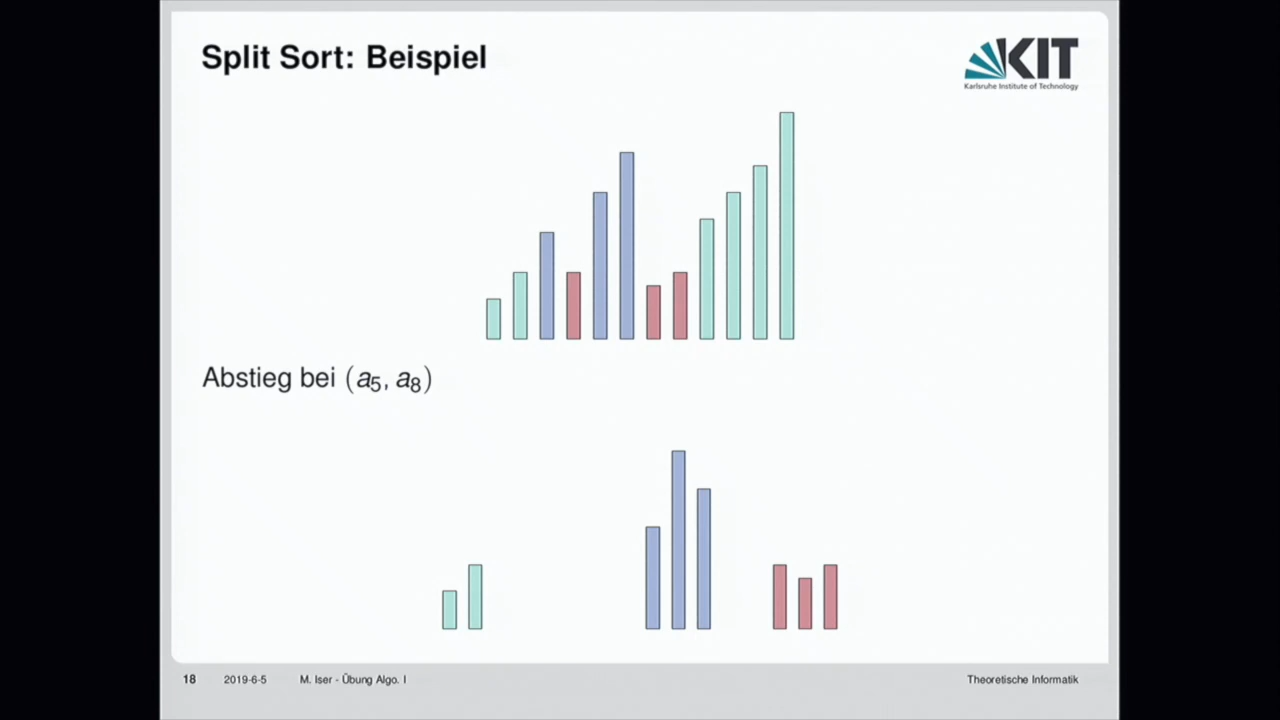 Split Sort: Beispiel
KIT
Karlsruhe Institute of Technology
Abstieg bei (a₅, a₈)
18 2019-6-5 M. Iser - Übung Algo. I Theoretische Informatik